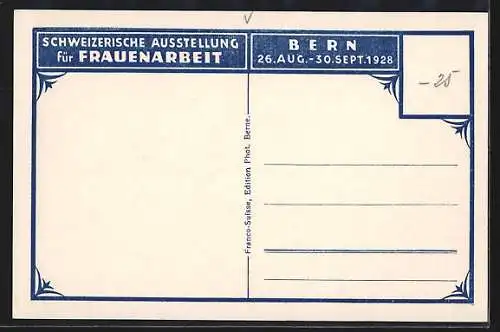 SCHWEIZERISCHE AUSSTELLUNG
für FRAUENARBEIT
BERN
26. AUG.-30. SEPT. 1928
-25
Franco-Suisse, Edition Phot. Berne.